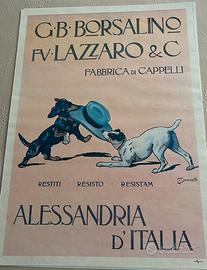 G·B·BORSALINO
FU·LAZZARO & C
FABBRICA DI CAPPELLI
RESTITI RESISTO RESISTAM
ALESSANDRIA
D'ITALIA